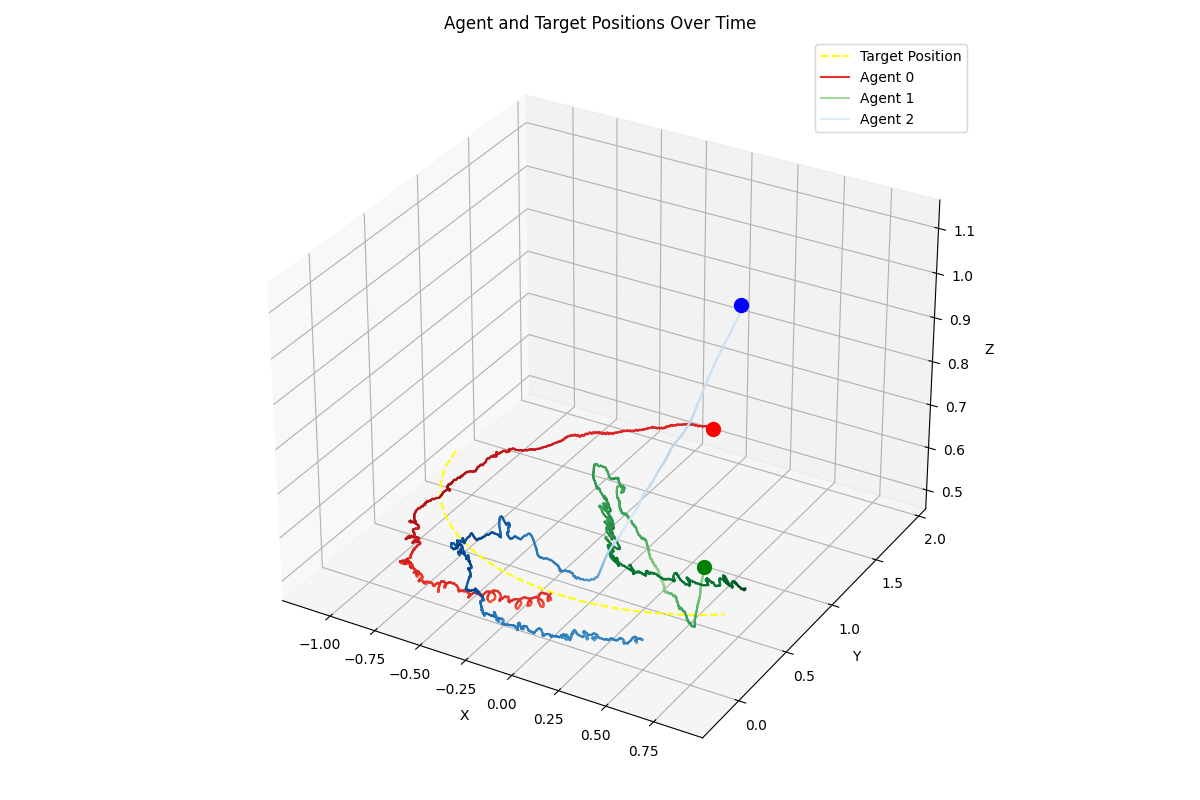 Agent and Target Positions Over Time
Target Position
Agent 0
Agent 1
Agent 2
1.1
1.0
0.9
0.8
0.7
0.6
0.5
Z
2.0
1.5
1.0
0.5
0.0
Y
−1.00
−0.75
−0.50
−0.25
0.00
0.25
0.50
0.75
X